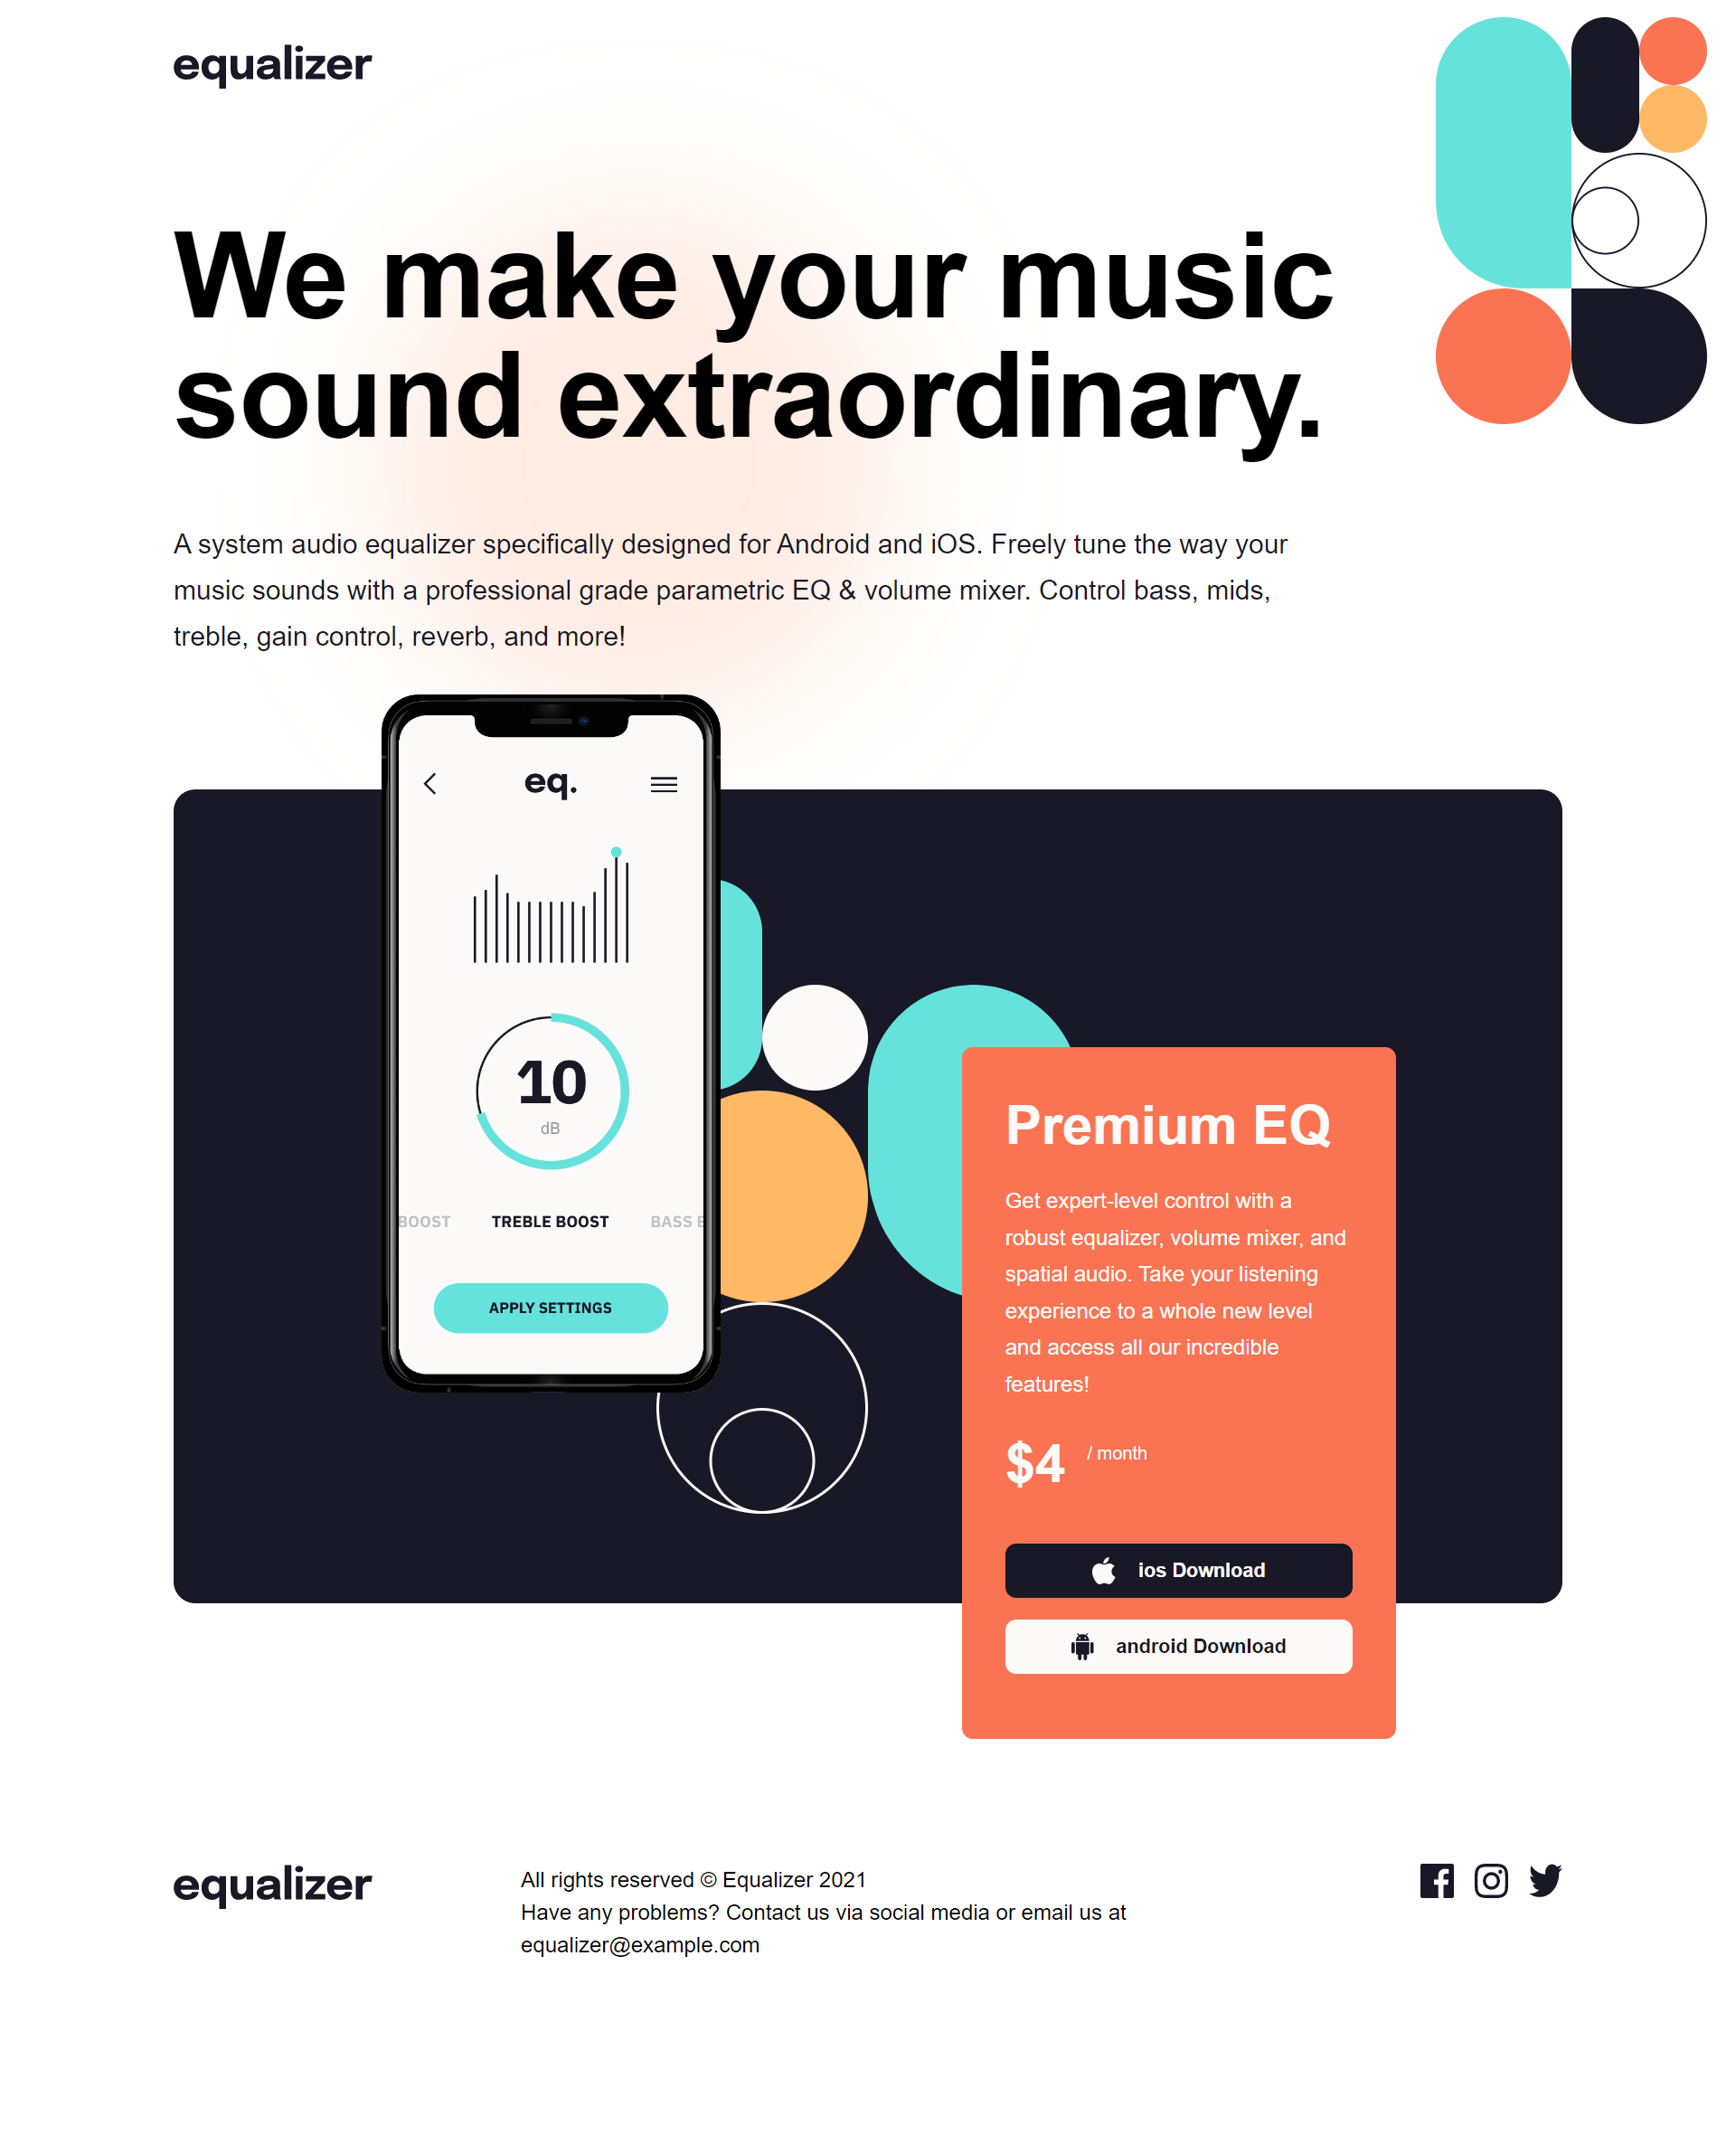 equalizer
We make your music
sound extraordinary.
A system audio equalizer specifically designed for Android and iOS. Freely tune the way your
music sounds with a professional grade parametric EQ & volume mixer. Control bass, mids,
treble, gain control, reverb, and more!
eq.
10
dB
BOOST TREBLE BOOST BASS
APPLY SETTINGS
Premium EQ
Get expert-level control with a
robust equalizer, volume mixer, and
spatial audio. Take your listening
experience to a whole new level
and access all our incredible
features!
$4 / month
ios Download
android Download
equalizer
All rights reserved © Equalizer 2021
Have any problems? Contact us via social media or email us at
equalizer@example.com